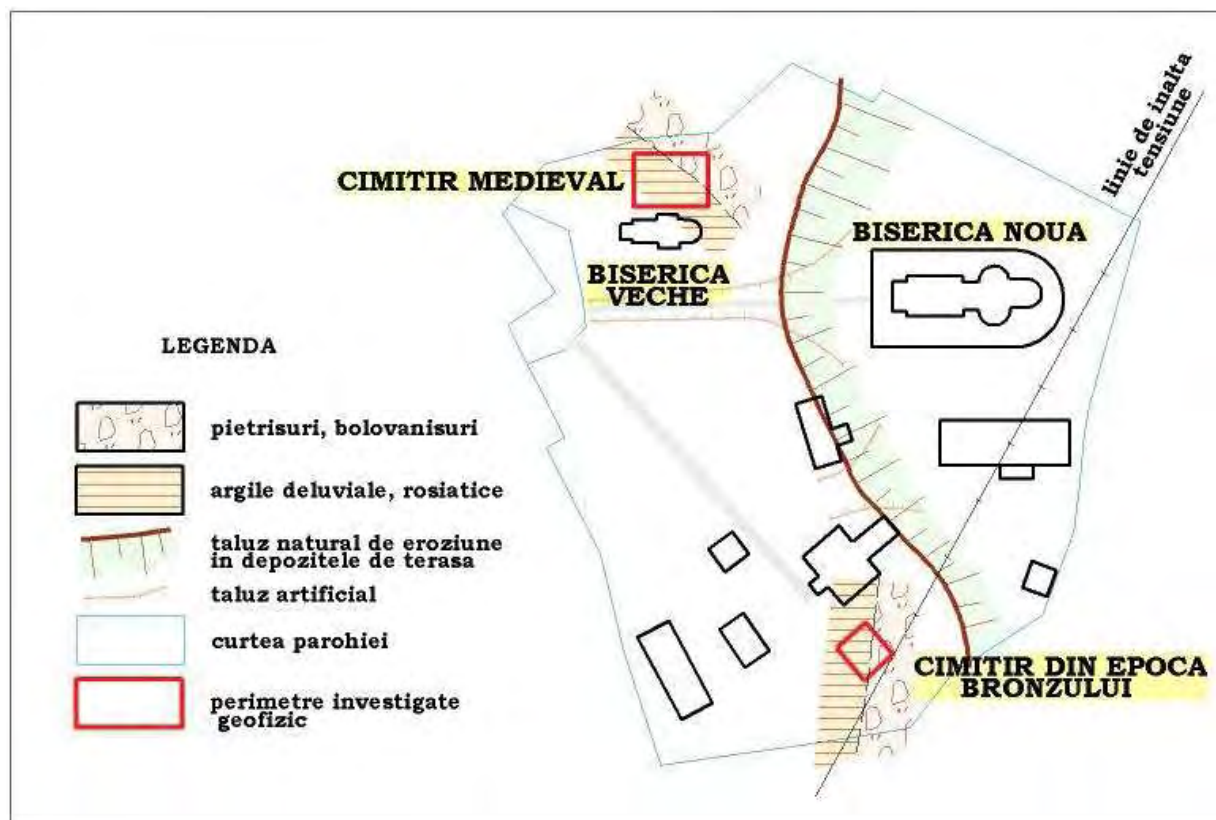 linie de inalta
tensiune
CIMITIR MEDIEVAL
BISERICA NOUA
BISERICA
VECHE
LEGENDA
pietrisuri, bolovanisuri
argile deluviale, rosiatice
taluz natural de eroziune
in depozitele de terasa
taluz artificial
curtea parohiei
perimetre investigate
geofizic
CIMITIR DIN EPOCA
BRONZULUI